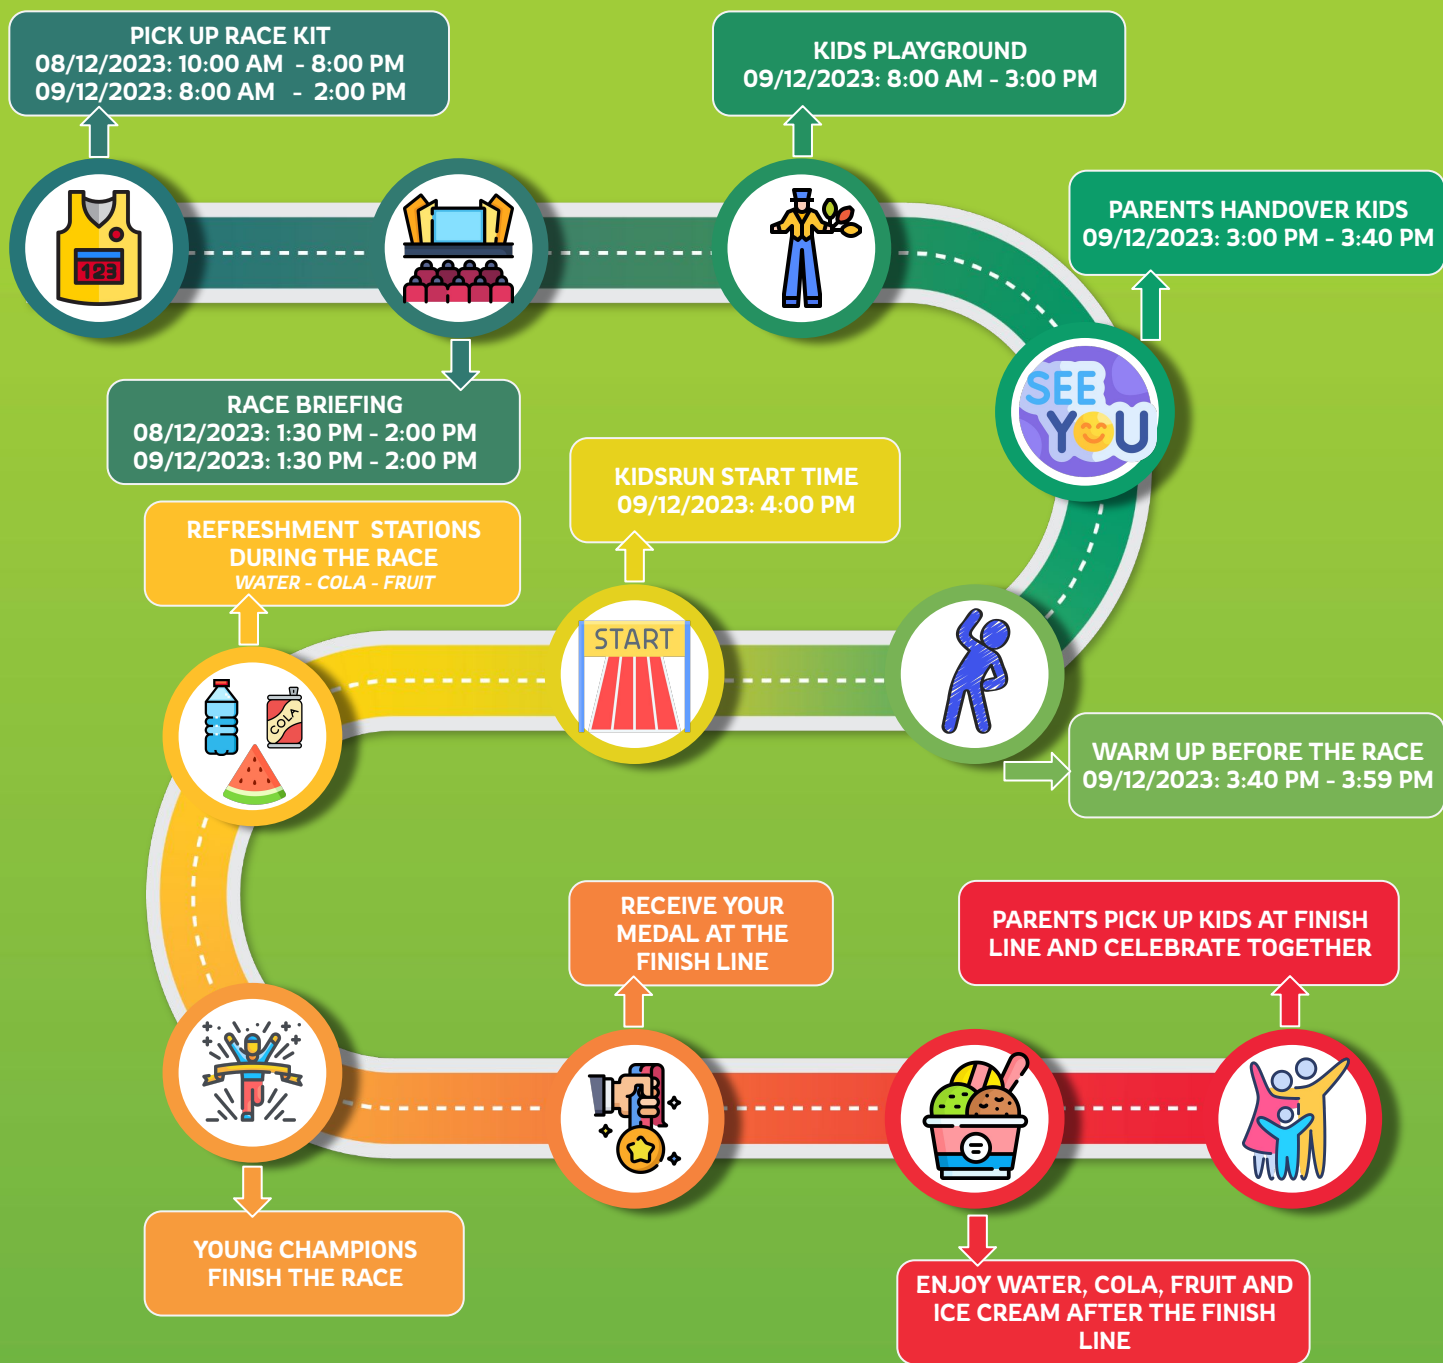 PICK UP RACE KIT
08/12/2023: 10:00 AM - 8:00 PM
09/12/2023: 8:00 AM - 2:00 PM
123
RACE BRIEFING
08/12/2023: 1:30 PM - 2:00 PM
09/12/2023: 1:30 PM - 2:00 PM
KIDS PLAYGROUND
09/12/2023: 8:00 AM - 3:00 PM
PARENTS HANDOVER KIDS
09/12/2023: 3:00 PM - 3:40 PM
SEE
YOU
WARM UP BEFORE THE RACE
09/12/2023: 3:40 PM - 3:59 PM
KIDSRUN START TIME
09/12/2023: 4:00 PM
START
REFRESHMENT STATIONS
DURING THE RACE
WATER - COLA - FRUIT
COLA
YOUNG CHAMPIONS
FINISH THE RACE
RECEIVE YOUR
MEDAL AT THE
FINISH LINE
ENJOY WATER, COLA, FRUIT AND
ICE CREAM AFTER THE FINISH
LINE
PARENTS PICK UP KIDS AT FINISH
LINE AND CELEBRATE TOGETHER